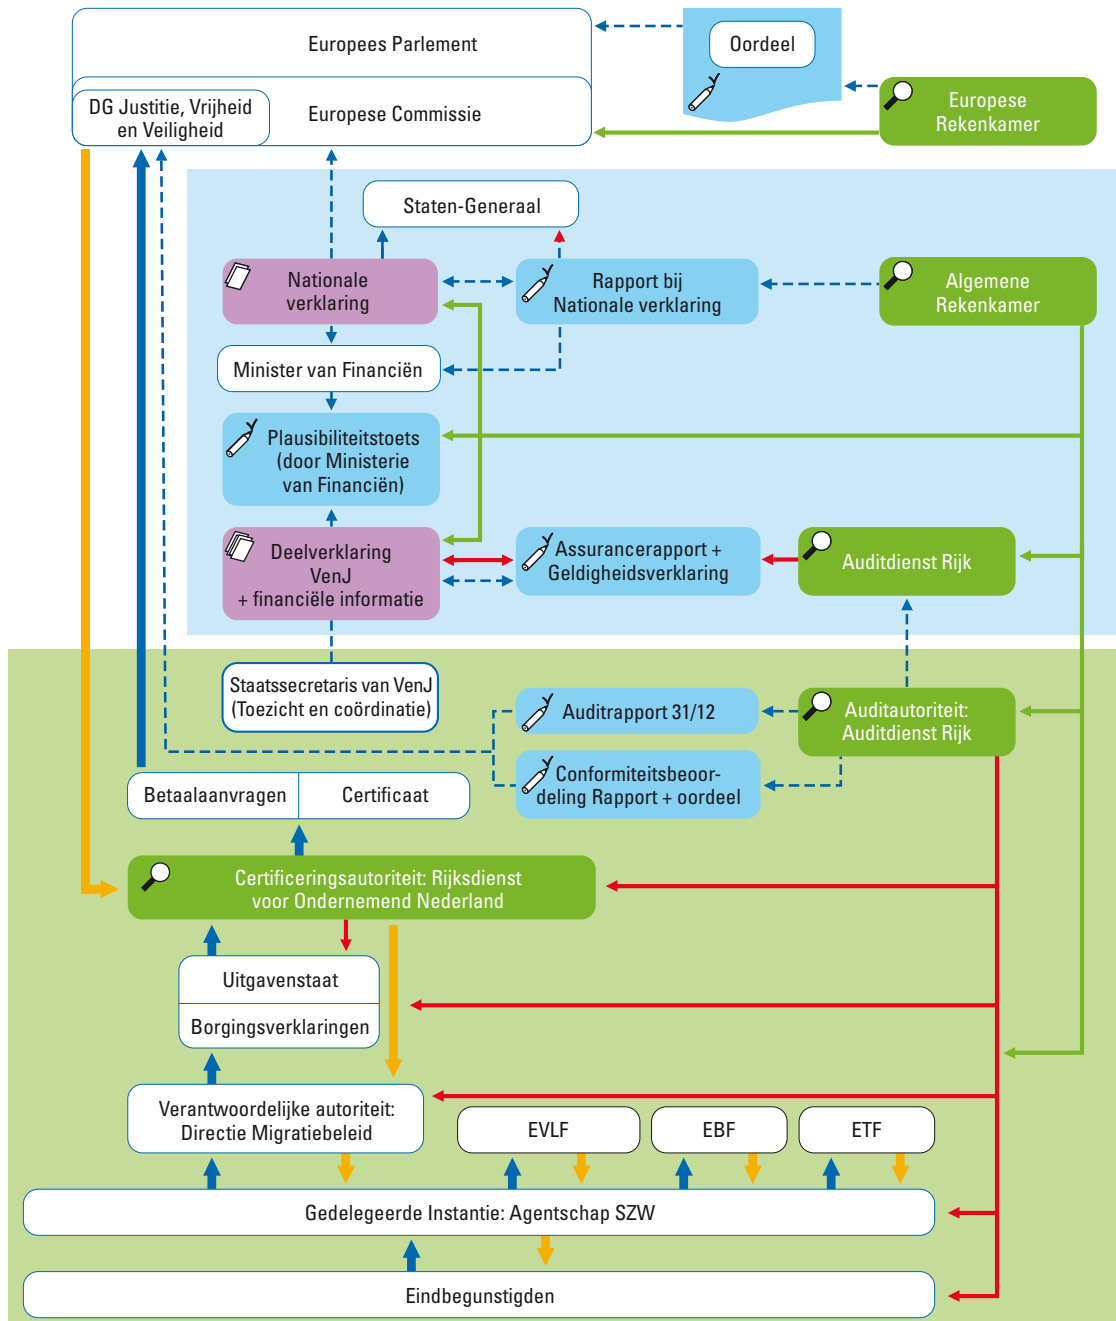 Europees Parlement
Oordeel
DG Justitie, Vrijheid
en Veiligheid
Europese Commissie
Europese
Rekenkamer
Staten-Generaal
Nationale
verklaring
Rapport bij
Nationale verklaring
Algemene
Rekenkamer
Minister van Financiën
Plausibiliteitstoets
(door Ministerie
van Financiën)
Deelverklaring
VenJ
+ financiële informatie
Assurancerapport +
Geldigheidsverklaring
Auditdienst Rijk
Staatssecretaris van VenJ
(Toezicht en coördinatie)
Auditrapport 31/12
Auditautoriteit:
Auditdienst Rijk
Conformiteitsbeoor-
deling Rapport + oordeel
Betaalaanvragen
Certificaat
Certificeringsautoriteit: Rijksdienst
voor Ondernemend Nederland
Uitgavenstaat
Borgingsverklaringen
Verantwoordelijke autoriteit:
Directie Migratiebeleid
EVLF
EBF
ETF
Gedelegeerde Instantie: Agentschap SZW
Eindbegunstigden